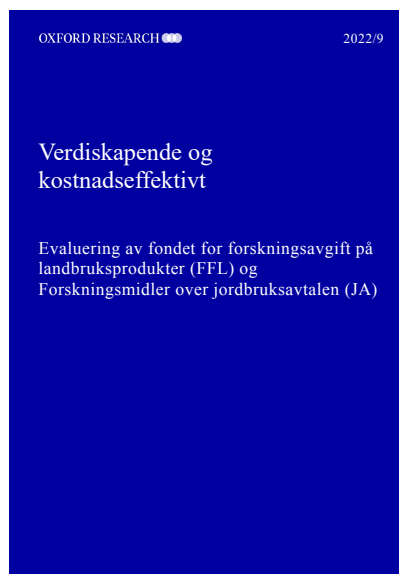 OXFORD RESEARCH 2022/9
Verdiskapende og
kostnadseffektivt
Evaluering av fondet for forskningsavgift på
landbruksprodukter (FFL) og
Forskningsmidler over jordbruksavtalen (JA)